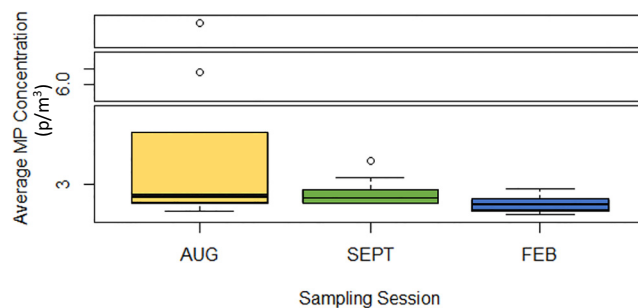 Average MP Concentration
(p/m³)
6.0
3
AUG SEPT FEB
Sampling Session